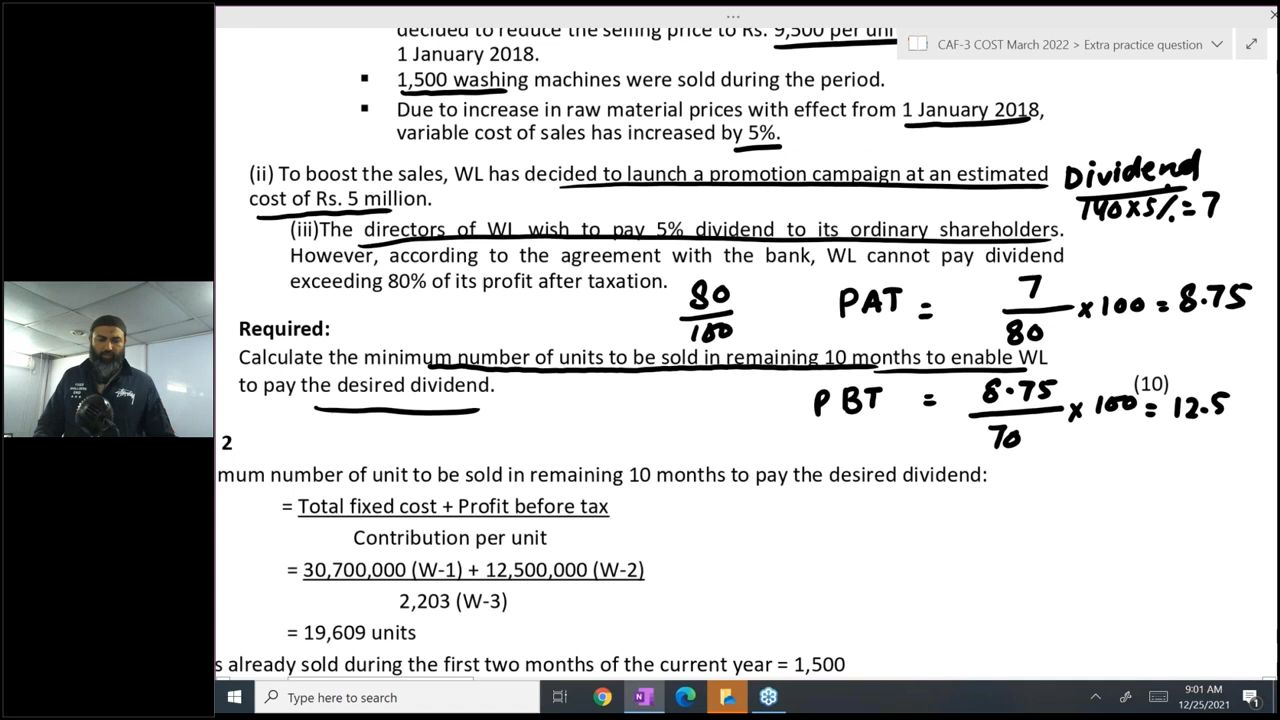 ...
CAF-3 COST March 2022 > Extra practice question
decided to reduce the selling price to Rs. 9,500 per uni
1 January 2018.
▪ 1,500 washing machines were sold during the period.
▪ Due to increase in raw material prices with effect from 1 January 2018,
variable cost of sales has increased by 5%.
(ii) To boost the sales, WL has decided to launch a promotion campaign at an estimated
cost of Rs. 5 million.
Dividend
140×5%=7
(iii)The directors of WL wish to pay 5% dividend to its ordinary shareholders.
However, according to the agreement with the bank, WL cannot pay dividend
exceeding 80% of its profit after taxation.
80
100
PAT = 7
80
×100=8.75
Required:
Calculate the minimum number of units to be sold in remaining 10 months to enable WL
to pay the desired dividend.
(10)
PBT = 8.75
70
×100=12.5
2
mum number of unit to be sold in remaining 10 months to pay the desired dividend:
= Total fixed cost + Profit before tax
Contribution per unit
= 30,700,000 (W-1) + 12,500,000 (W-2)
2,203 (W-3)
= 19,609 units
s already sold during the first two months of the current year = 1,500
Type here to search
9:01 AM
12/25/2021
1